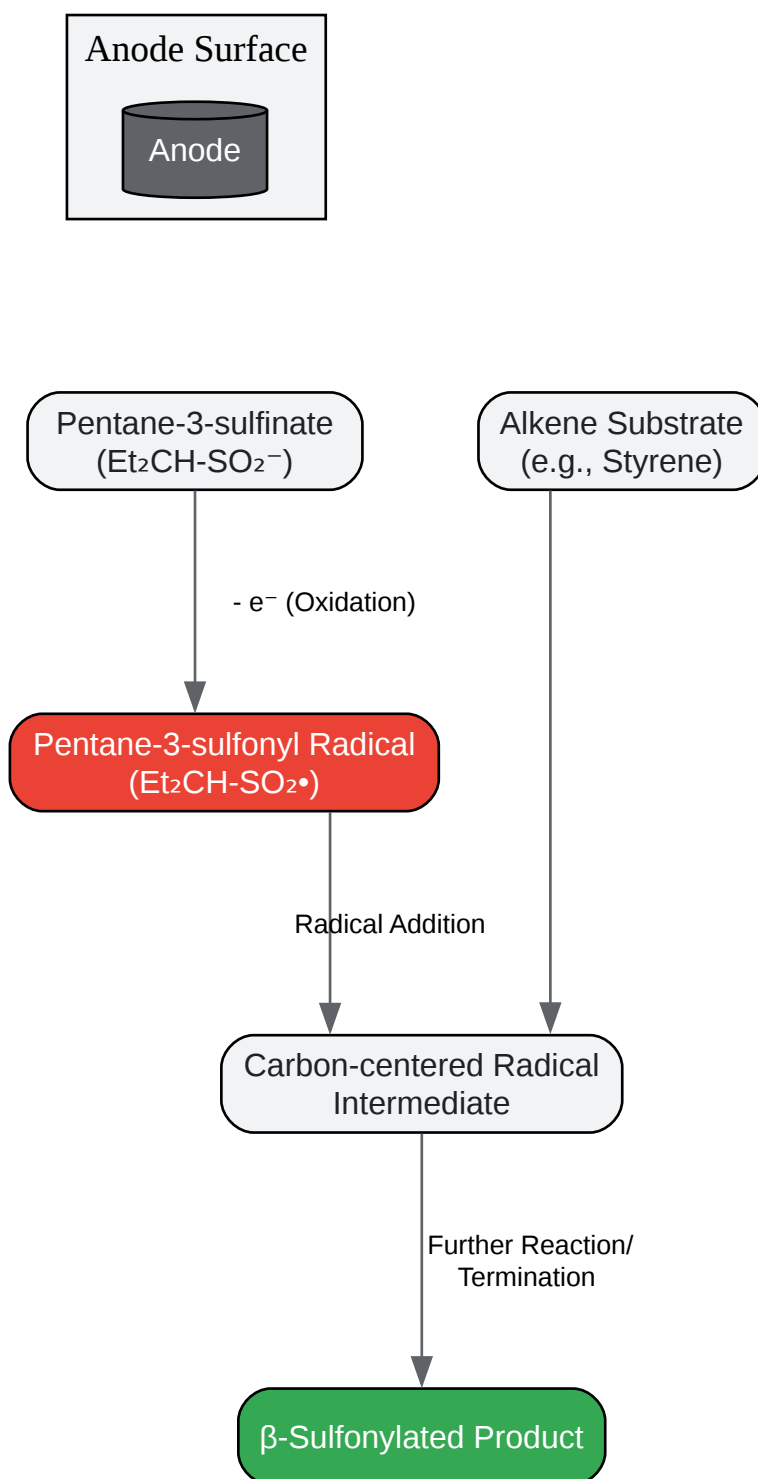 Anode Surface
Anode
Pentane-3-sulfinate
(Et₂CH-SO₂⁻)
Alkene Substrate
(e.g., Styrene)
- e⁻ (Oxidation)
Pentane-3-sulfonyl Radical
(Et₂CH-SO₂•)
Radical Addition
Carbon-centered Radical
Intermediate
Further Reaction/
Termination
β-Sulfonylated Product